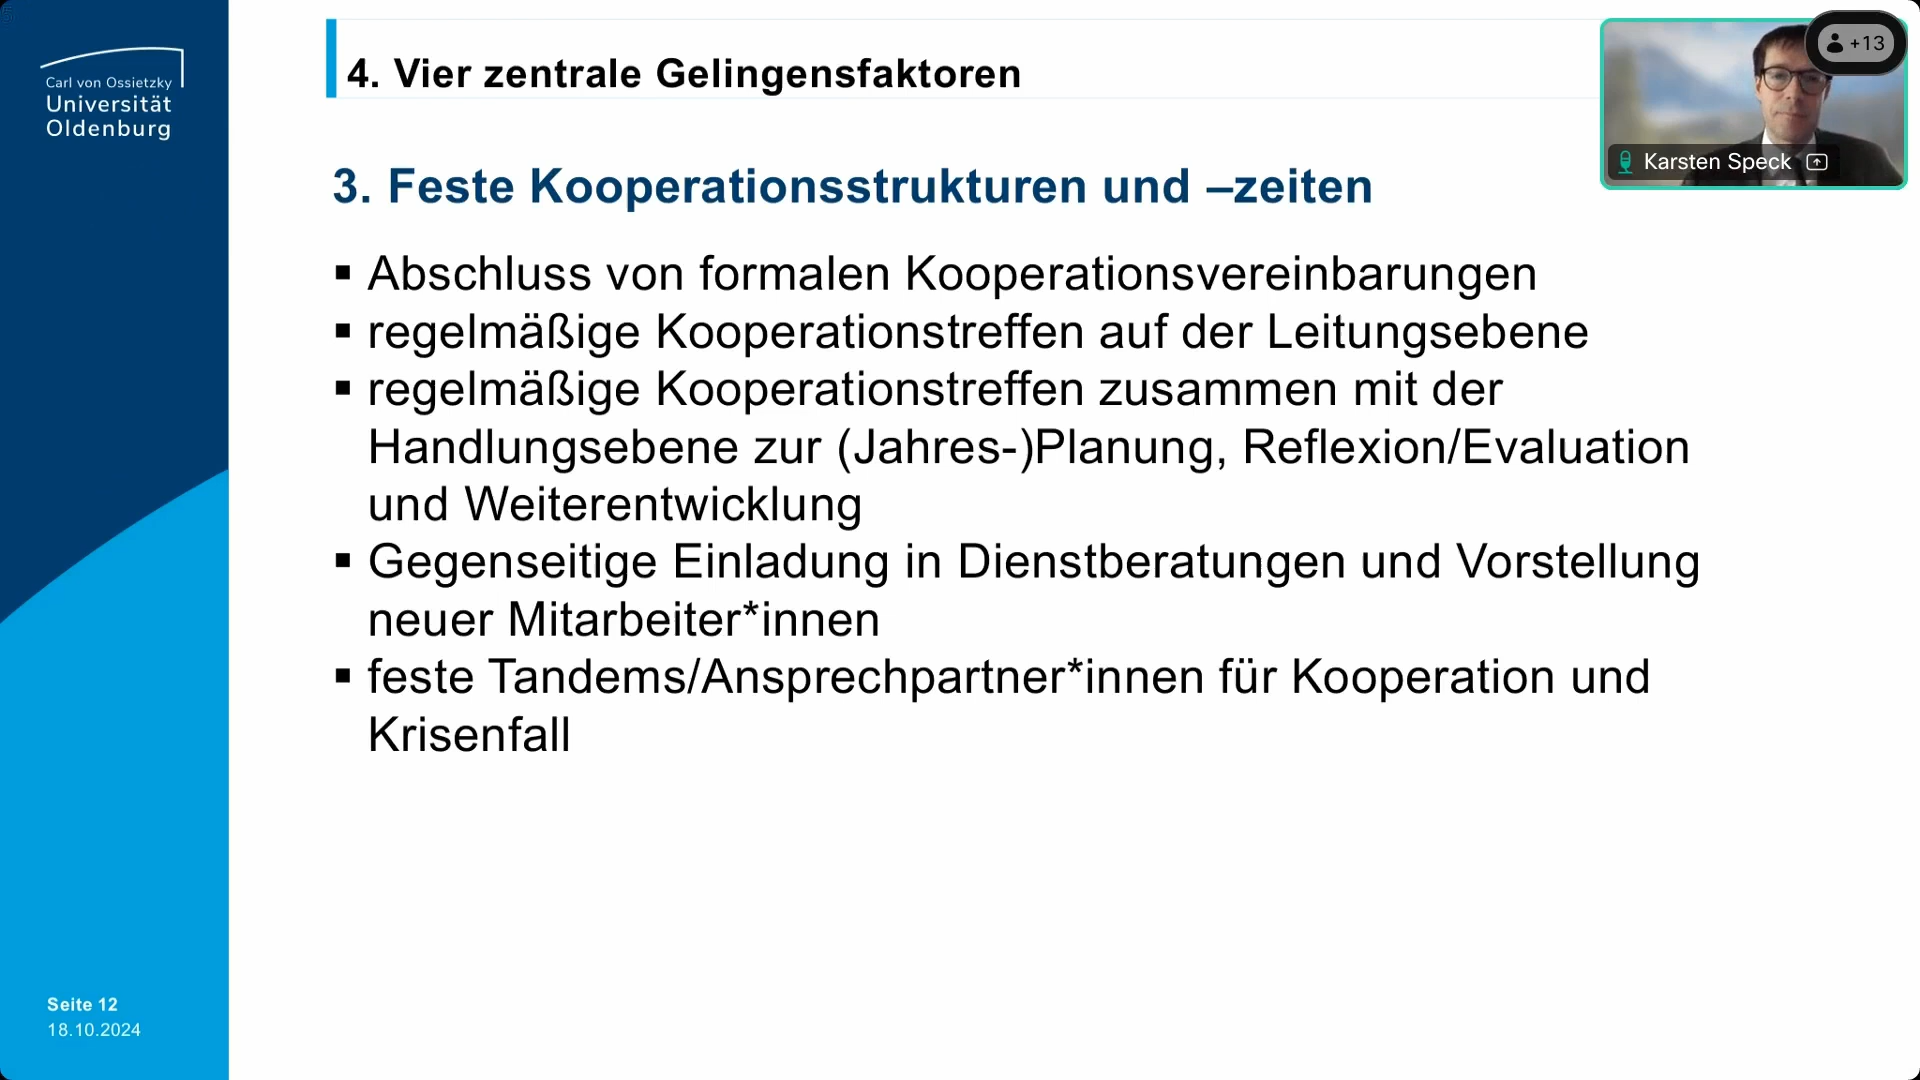 Carl von Ossietzky
Universität
Oldenburg
4. Vier zentrale Gelingensfaktoren
+13
Karsten Speck
3. Feste Kooperationsstrukturen und –zeiten
▪ Abschluss von formalen Kooperationsvereinbarungen
▪ regelmäßige Kooperationstreffen auf der Leitungsebene
▪ regelmäßige Kooperationstreffen zusammen mit der
Handlungsebene zur (Jahres-)Planung, Reflexion/Evaluation
und Weiterentwicklung
▪ Gegenseitige Einladung in Dienstberatungen und Vorstellung
neuer Mitarbeiter*innen
▪ feste Tandems/Ansprechpartner*innen für Kooperation und
Krisenfall
Seite 12
18.10.2024